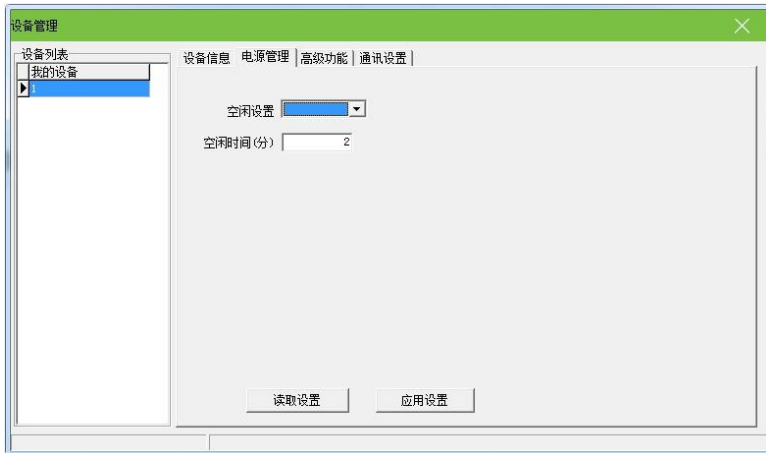 设备管理
设备列表
我的设备
1
设备信息 电源管理 高级功能 通讯设置
空闲设置
空闲时间(分) 2
读取设置 应用设置